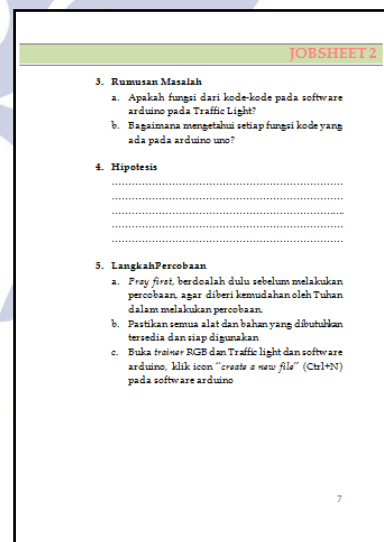 JOBSHEET 2
3. Rumusan Masalah
a. Apakah fungsi dari kode-kode pada software
arduino pada Traffic Light?
b. Bagaimana mengetahui setiap fungsi kode yang
ada pada arduino uno?
4. Hipotesis
..................................................................
..................................................................
..................................................................
..................................................................
..................................................................
5. LangkahPercobaan
a. Pray first, berdoalah dulu sebelum melakukan
percobaan, agar diberi kemudahan oleh Tuhan
dalam melakukan percobaan.
b. Pastikan semua alat dan bahan yang dibutuhkan
tersedia dan siap digunakan
c. Buka trainer RGB dan Traffic light dan software
arduino, klik icon "create a new file" (Ctrl+N)
pada software arduino
7